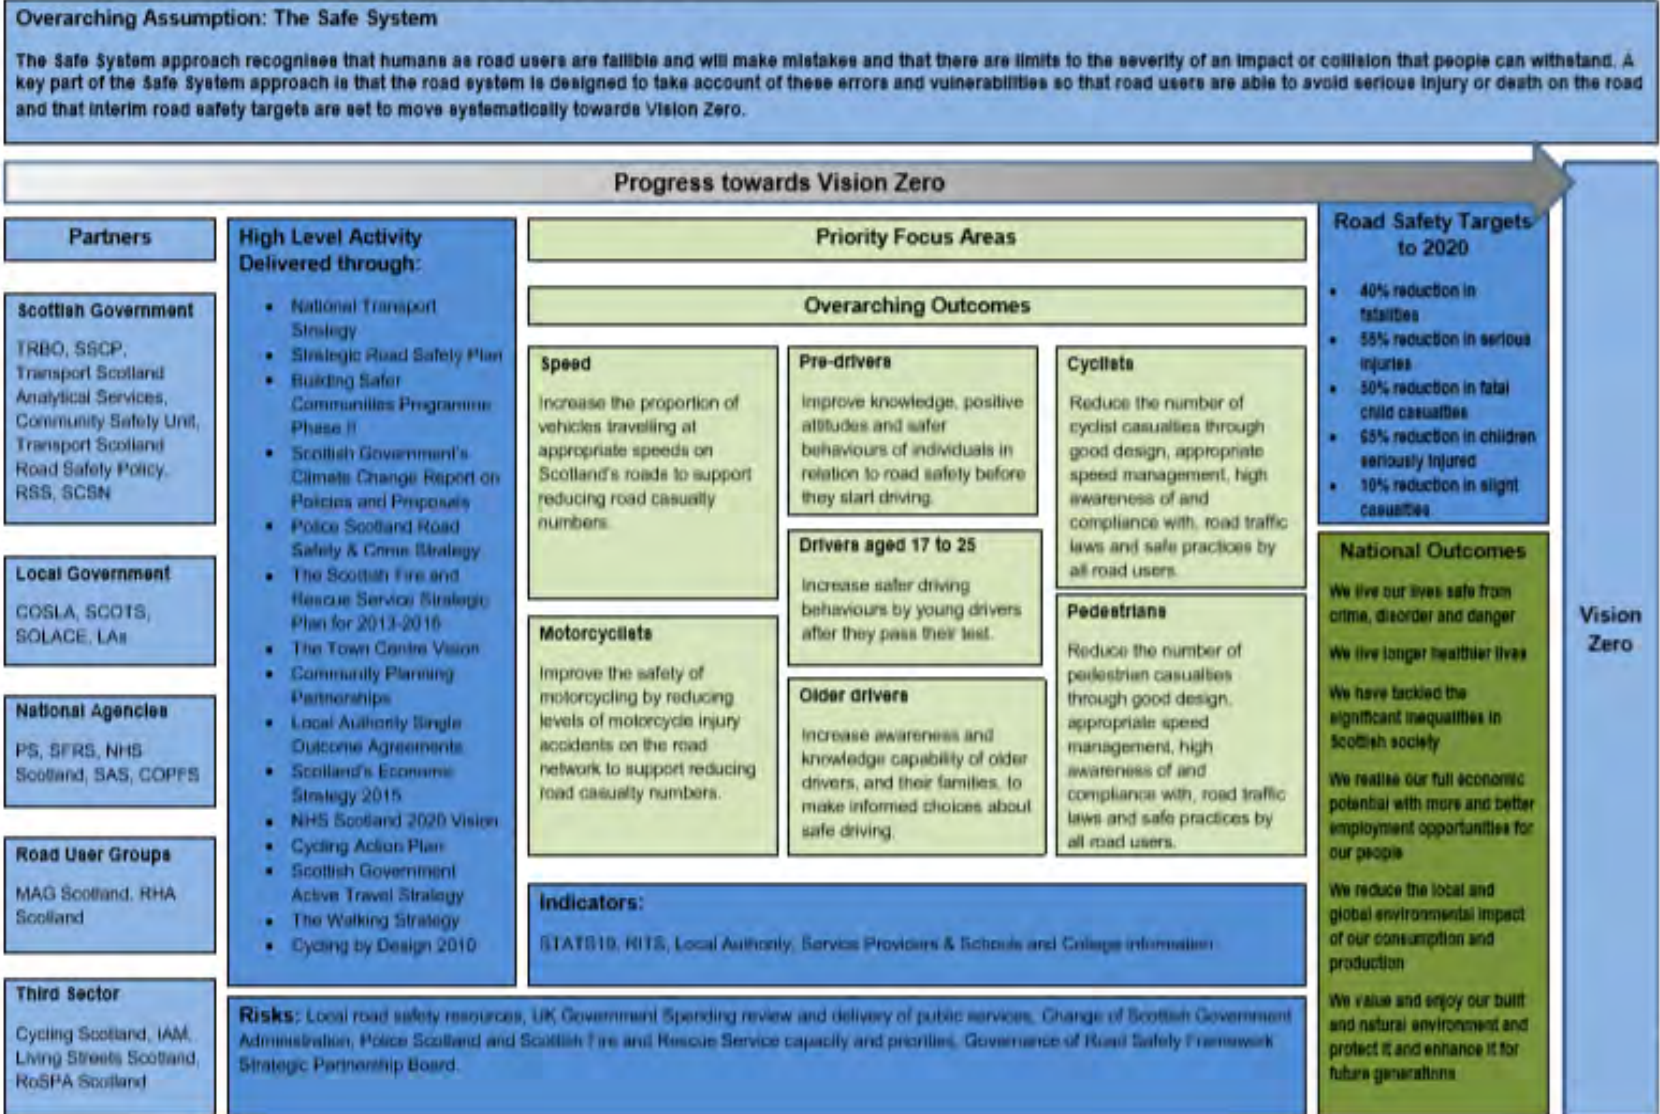 Overarching Assumption: The Safe System
The Safe System approach recognises that humans as road users are fallible and will make mistakes and that there are limits to the severity of an impact or collision that people can withstand. A
key part of the Safe System approach is that the road system is designed to take account of these errors and vulnerabilities so that road users are able to avoid serious injury or death on the road
and that interim road safety targets are set to move systematically towards Vision Zero.
Progress towards Vision Zero
Partners
Scottish Government
TRBO, SSCP,
Transport Scotland
Analytical Services,
Community Safety Unit,
Transport Scotland
Road Safety Policy,
RSS, SCSN
Local Government
COSLA, SCOTS,
SOLACE, LAs
National Agencies
PS, SFRS, NHS
Scotland, SAS, COPFS
Road User Groups
MAG Scotland, RHA
Scotland
Third Sector
Cycling Scotland, IAM,
Living Streets Scotland,
RoSPA Scotland
High Level Activity
Delivered through:
• National Transport
Strategy
• Strategic Road Safety Plan
• Building Safer
Communities Programme
Phase II
• Scottish Government's
Climate Change Report on
Policies and Proposals
• Police Scotland Road
Safety & Crime Strategy
• The Scottish Fire and
Rescue Service Strategic
Plan for 2013-2016
• The Town Centre Vision
• Community Planning
Partnerships
• Local Authority Single
Outcome Agreements
• Scotland's Economic
Strategy 2015
• NHS Scotland 2020 Vision
• Cycling Action Plan
• Scottish Government
Active Travel Strategy
• The Walking Strategy
• Cycling by Design 2010
Priority Focus Areas
Overarching Outcomes
Speed
Increase the proportion of
vehicles travelling at
appropriate speeds on
Scotland's roads to support
reducing road casualty
numbers.
Motorcyclists
Improve the safety of
motorcycling by reducing
levels of motorcycle injury
accidents on the road
network to support reducing
road casualty numbers.
Pre-drivers
Improve knowledge, positive
attitudes and safer
behaviours of individuals in
relation to road safety before
they start driving.
Drivers aged 17 to 25
Increase safer driving
behaviours by young drivers
after they pass their test.
Older drivers
Increase awareness and
knowledge capability of older
drivers, and their families, to
make informed choices about
safe driving.
Cyclists
Reduce the number of
cyclist casualties through
good design, appropriate
speed management, high
awareness of and
compliance with, road traffic
laws and safe practices by
all road users.
Pedestrians
Reduce the number of
pedestrian casualties
through good design,
appropriate speed
management, high
awareness of and
compliance with, road traffic
laws and safe practices by
all road users.
Indicators:
STATS19, RITS, Local Authority, Service Providers & Schools and College information
Risks: Local road safety resources, UK Government Spending review and delivery of public services, Change of Scottish Government
Administration, Police Scotland and Scottish Fire and Rescue Service capacity and priorities, Governance of Road Safety Framework
Strategic Partnership Board.
Road Safety Targets
to 2020
• 40% reduction in
fatalities
• 55% reduction in serious
injuries
• 50% reduction in fatal
child casualties
• 65% reduction in children
seriously injured
• 10% reduction in slight
casualties
National Outcomes
We live our lives safe from
crime, disorder and danger
We live longer healthier lives
We have tackled the
significant inequalities in
Scottish society
We realise our full economic
potential with more and better
employment opportunities for
our people
We reduce the local and
global environmental impact
of our consumption and
production
We value and enjoy our built
and natural environment and
protect it and enhance it for
future generations
Vision
Zero